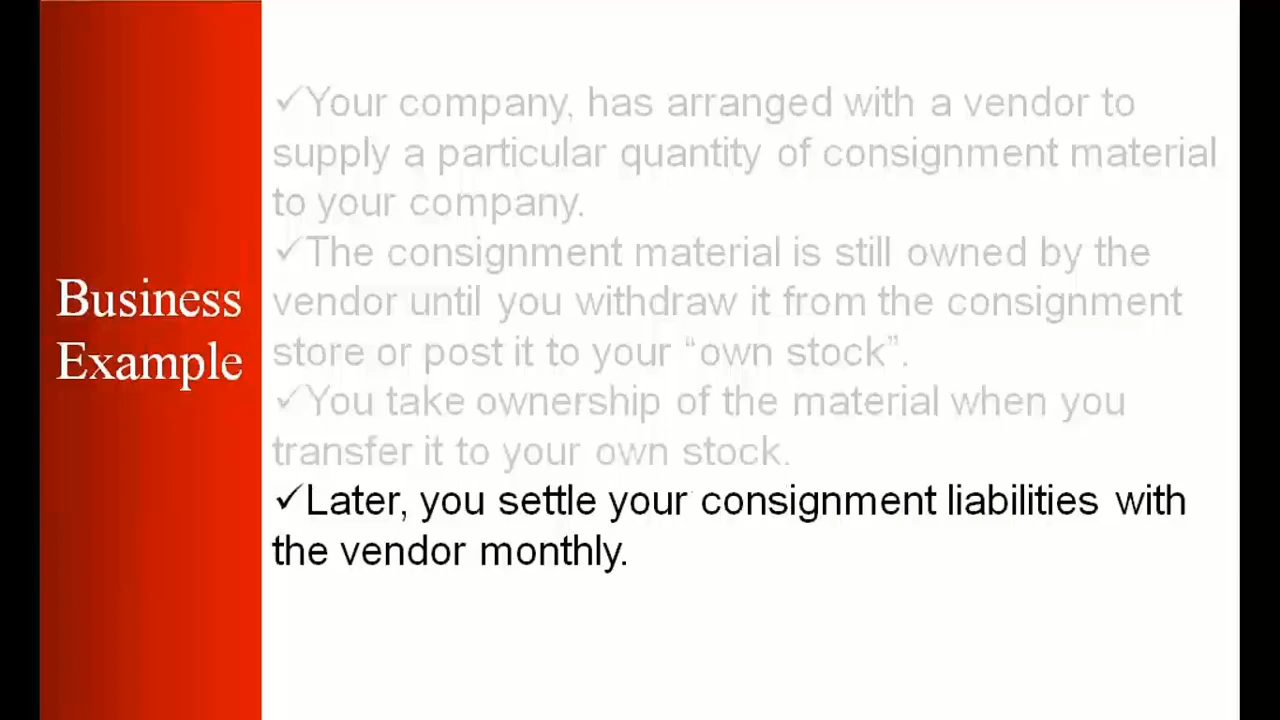 Business
Example
✓Your company, has arranged with a vendor to
supply a particular quantity of consignment material
to your company.
✓The consignment material is still owned by the
vendor until you withdraw it from the consignment
store or post it to your “own stock”.
✓You take ownership of the material when you
transfer it to your own stock.
✓Later, you settle your consignment liabilities with
the vendor monthly.